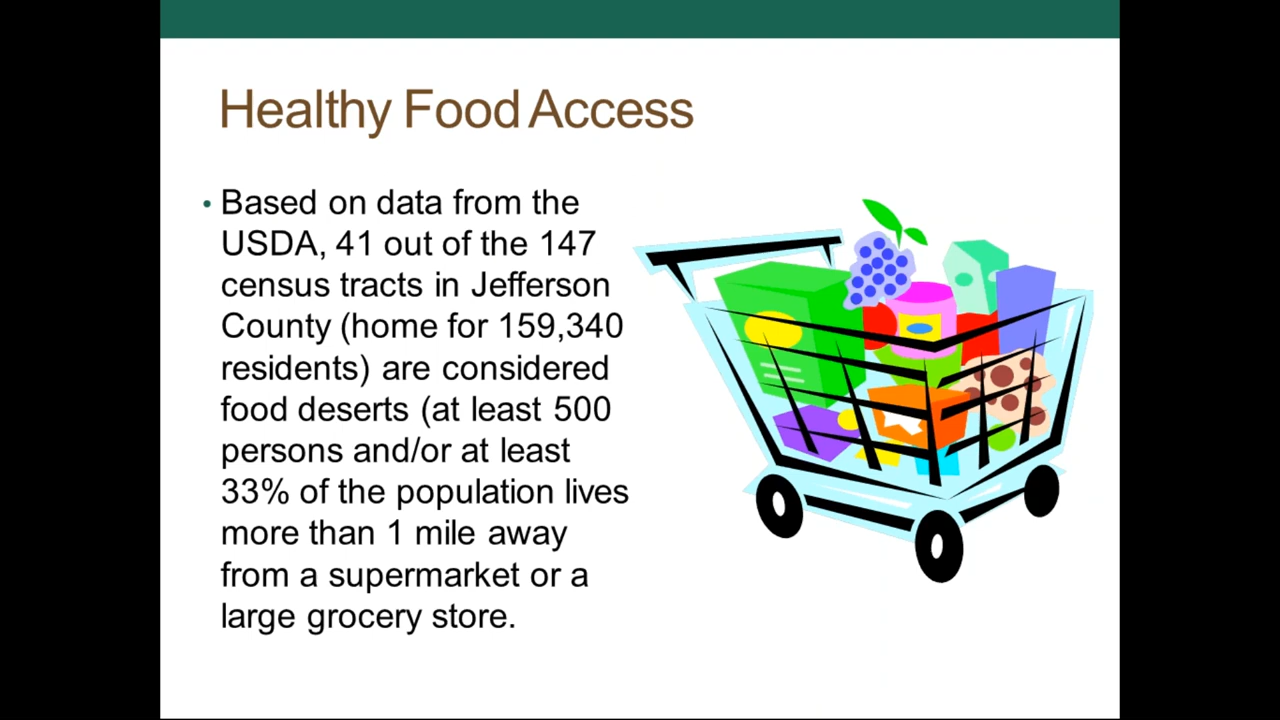 Healthy Food Access
• Based on data from the
USDA, 41 out of the 147
census tracts in Jefferson
County (home for 159,340
residents) are considered
food deserts (at least 500
persons and/or at least
33% of the population lives
more than 1 mile away
from a supermarket or a
large grocery store.